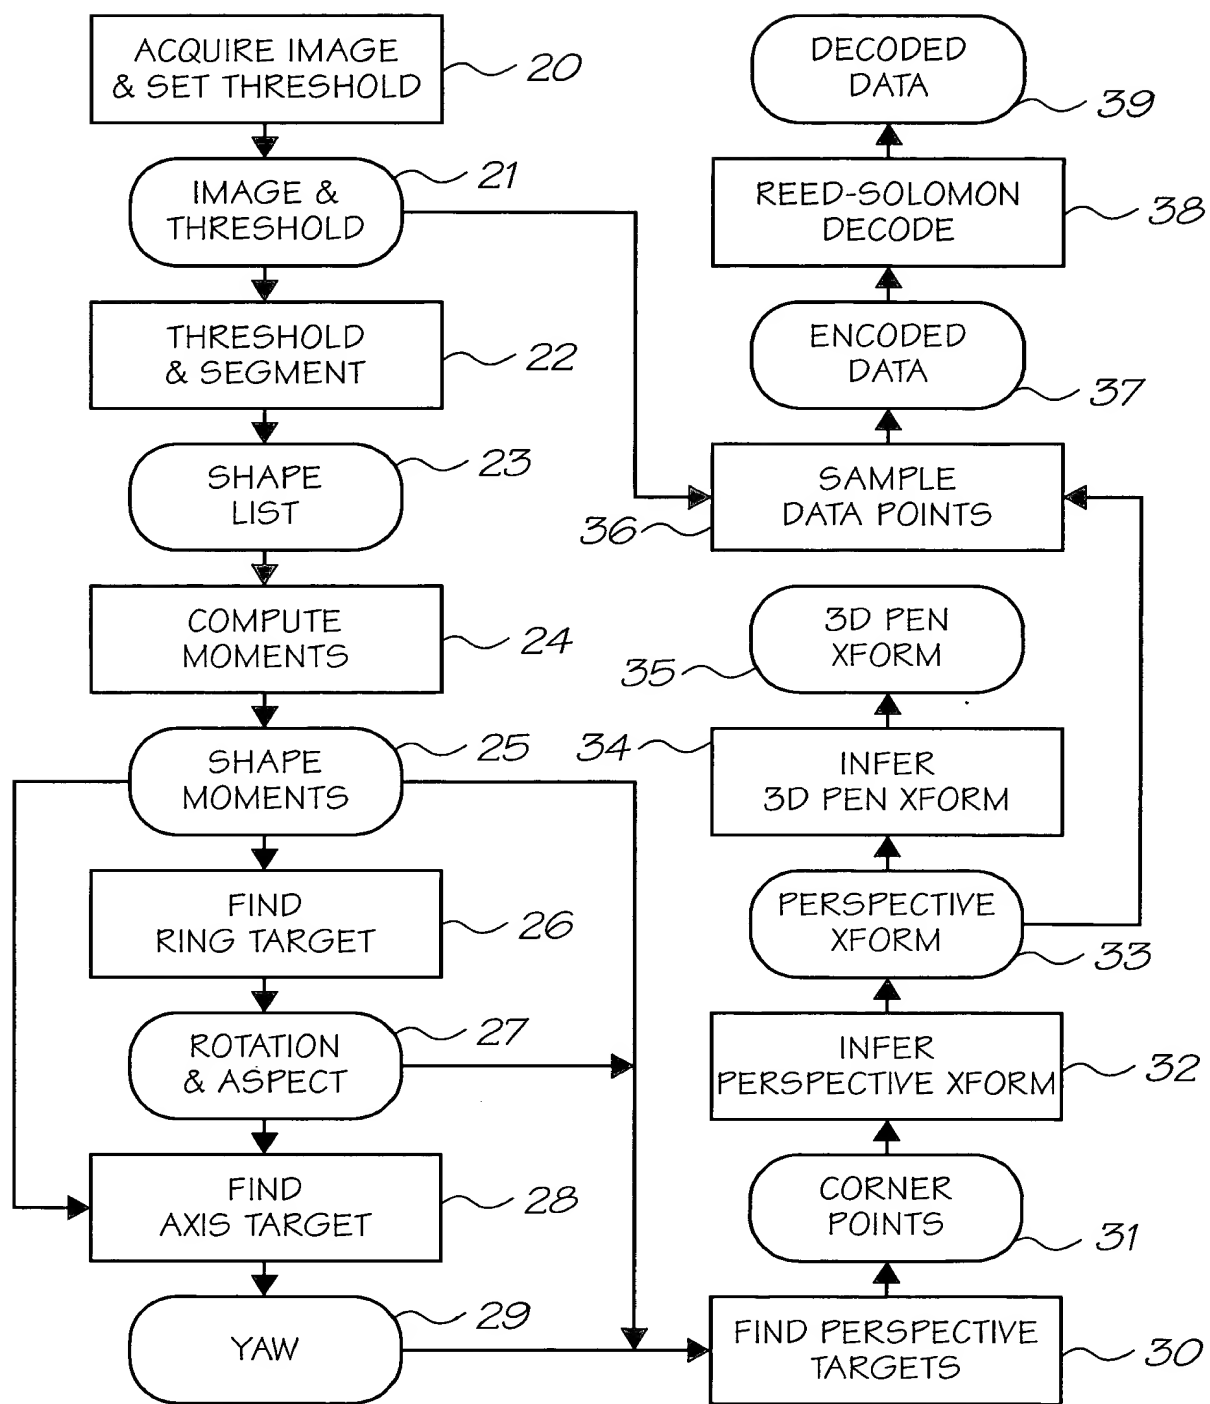 ACQUIRE IMAGE
& SET THRESHOLD
20
IMAGE &
THRESHOLD
21
THRESHOLD
& SEGMENT
22
SHAPE
LIST
23
COMPUTE
MOMENTS
24
SHAPE
MOMENTS
25
FIND
RING TARGET
26
ROTATION
& ASPECT
27
FIND
AXIS TARGET
28
YAW
29
DECODED
DATA
39
REED-SOLOMON
DECODE
38
ENCODED
DATA
37
SAMPLE
DATA POINTS
36
3D PEN
XFORM
35
INFER
3D PEN XFORM
34
PERSPECTIVE
XFORM
33
INFER
PERSPECTIVE XFORM
32
CORNER
POINTS
31
FIND PERSPECTIVE
TARGETS
30